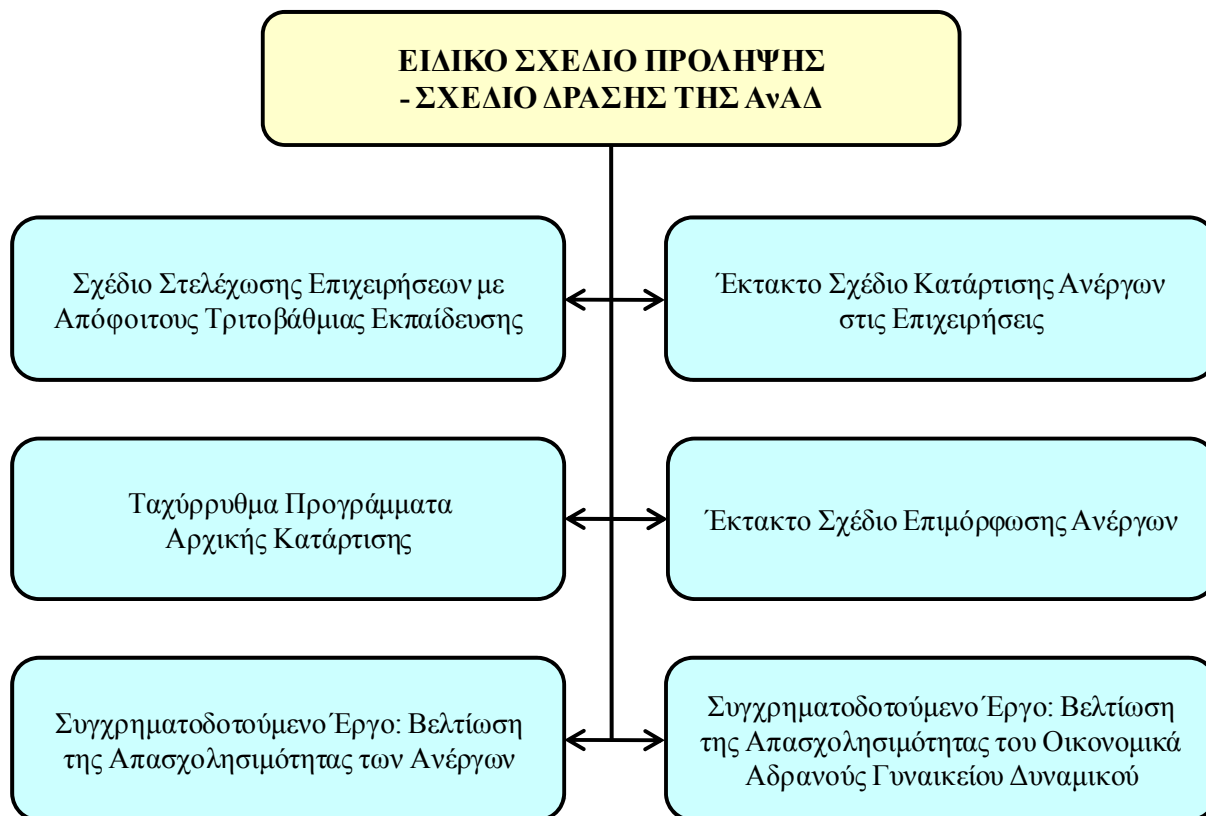 ΕΙΔΙΚΟ ΣΧΕΔΙΟ ΠΡΟΛΗΨΗΣ
- ΣΧΕΔΙΟ ΔΡΑΣΗΣ ΤΗΣ ΑνΑΔ
Σχέδιο Στελέχωσης Επιχειρήσεων με
Απόφοιτους Τριτοβάθμιας Εκπαίδευσης
Έκτακτο Σχέδιο Κατάρτισης Ανέργων
στις Επιχειρήσεις
Ταχύρρυθμα Προγράμματα
Αρχικής Κατάρτισης
Έκτακτο Σχέδιο Επιμόρφωσης Ανέργων
Συγχρηματοδοτούμενο Έργο: Βελτίωση
της Απασχολησιμότητας των Ανέργων
Συγχρηματοδοτούμενο Έργο: Βελτίωση
της Απασχολησιμότητας του Οικονομικά
Αδρανούς Γυναικείου Δυναμικού